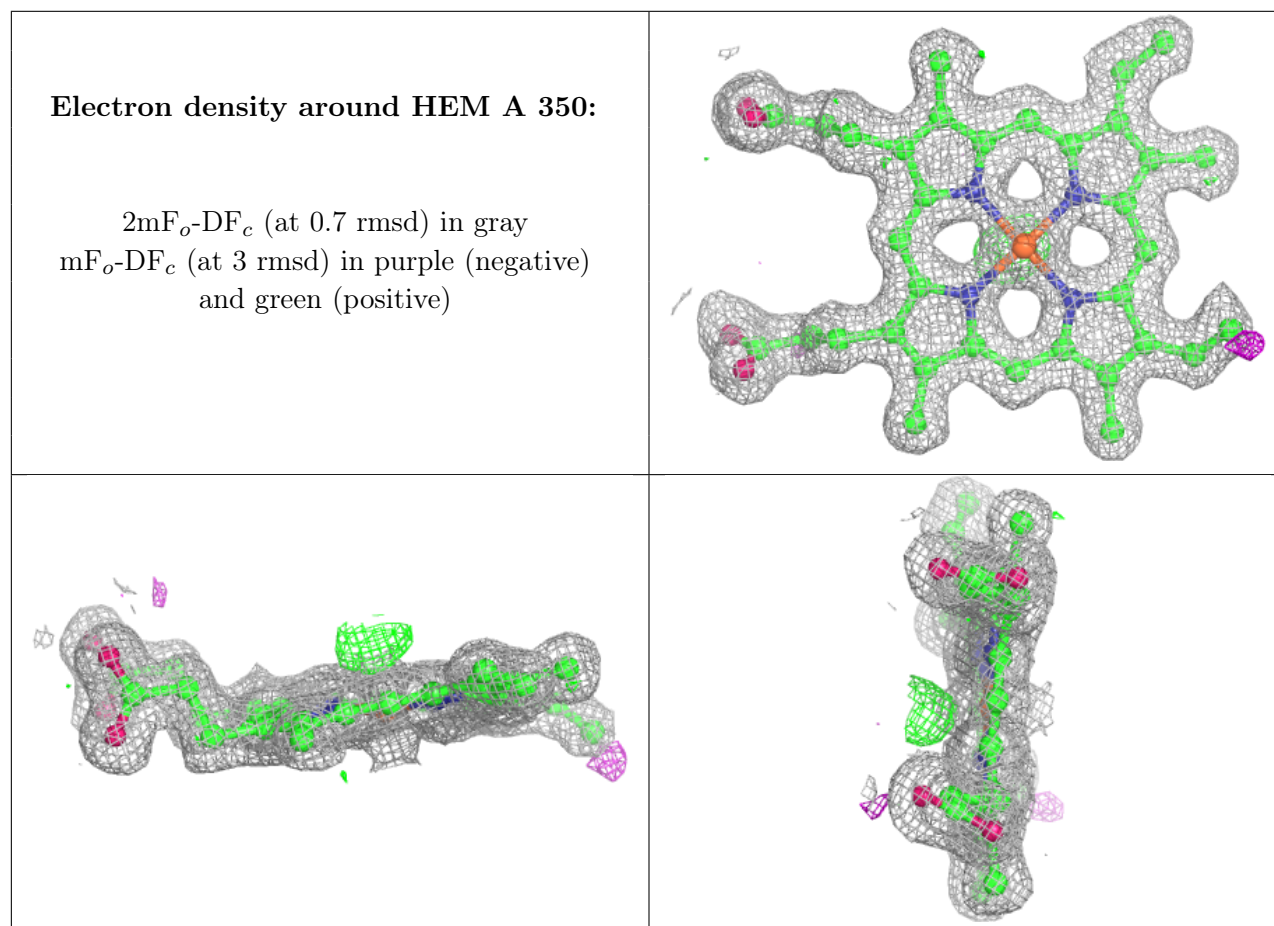 Electron density around HEM A 350:
2mFo-DFc (at 0.7 rmsd) in gray
mFo-DFc (at 3 rmsd) in purple (negative)
and green (positive)